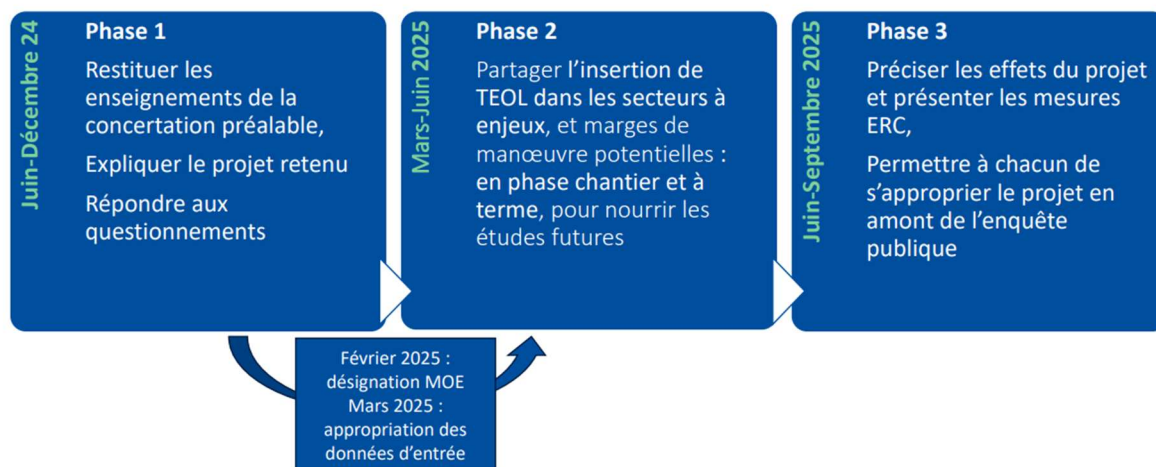 Juin-Décembre 24
Phase 1
Restituer les
enseignements de la
concertation préalable,
Expliquer le projet retenu
Répondre aux
questionnements
Mars-Juin 2025
Phase 2
Partager l’insertion de
TEOL dans les secteurs à
enjeux, et marges de
manœuvre potentielles :
en phase chantier et à
terme, pour nourrir les
études futures
Juin-Septembre 2025
Phase 3
Préciser les effets du projet
et présenter les mesures
ERC,
Permettre à chacun de
s’approprier le projet en
amont de l’enquête
publique
Février 2025 :
désignation MOE
Mars 2025 :
appropriation des
données d’entrée